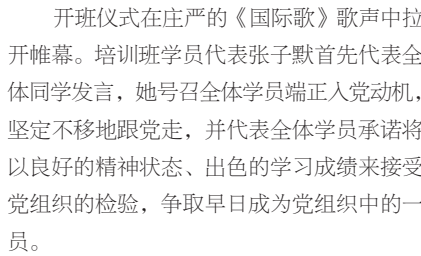 开班仪式在庄严的《国际歌》歌声中拉
开帷幕。培训班学员代表张子默首先代表全
体同学发言，她号召全体学员端正入党动机，
坚定不移地跟党走，并代表全体学员承诺将
以良好的精神状态、出色的学习成绩来接受
党组织的检验，争取早日成为党组织中的一
员。